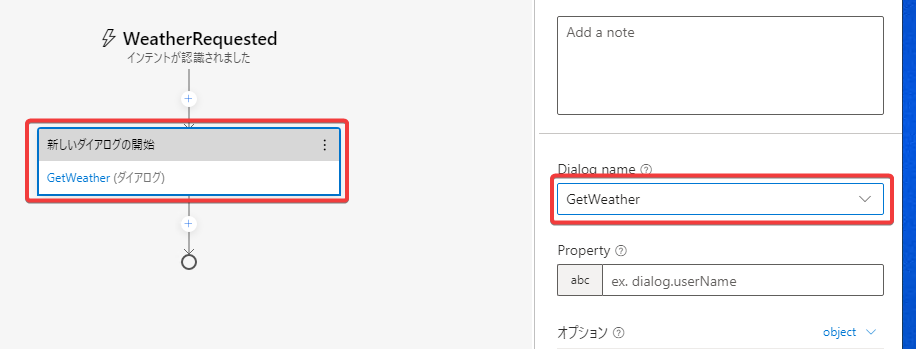 WeatherRequested
インテントが認識されました
新しいダイアログの開始
GetWeather (ダイアログ)
Add a note
Dialog name
GetWeather
Property
abc
ex. dialog.userName
オプション
object